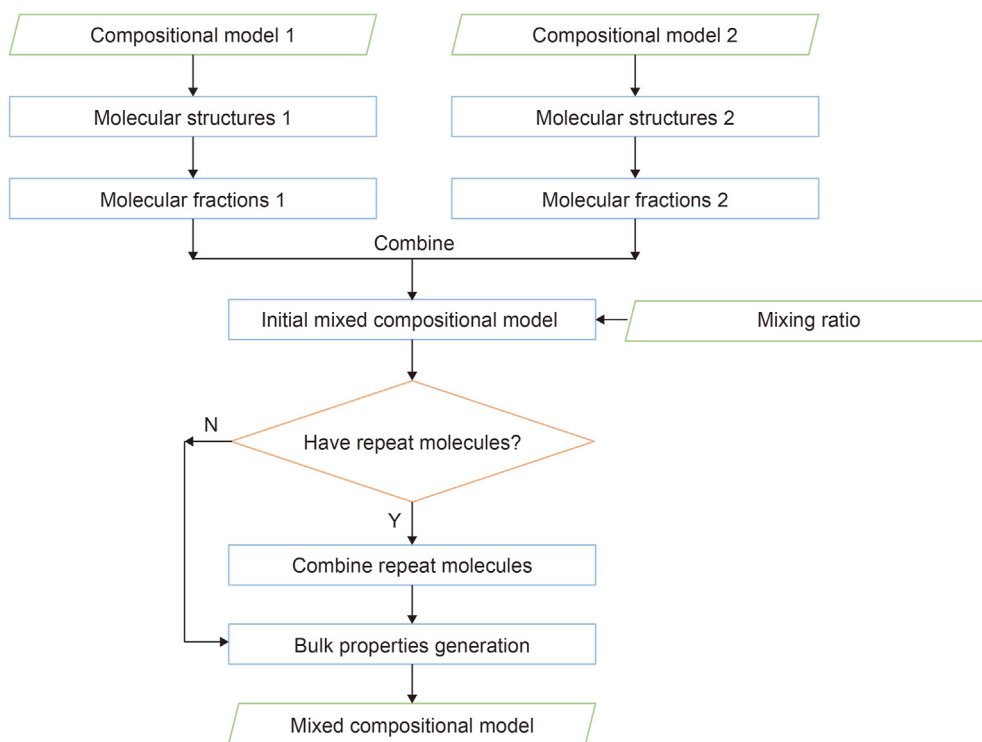 Compositional model 1
Compositional model 2
Molecular structures 1
Molecular structures 2
Molecular fractions 1
Molecular fractions 2
Combine
Initial mixed compositional model
Mixing ratio
N
Have repeat molecules?
Y
Combine repeat molecules
Bulk properties generation
Mixed compositional model